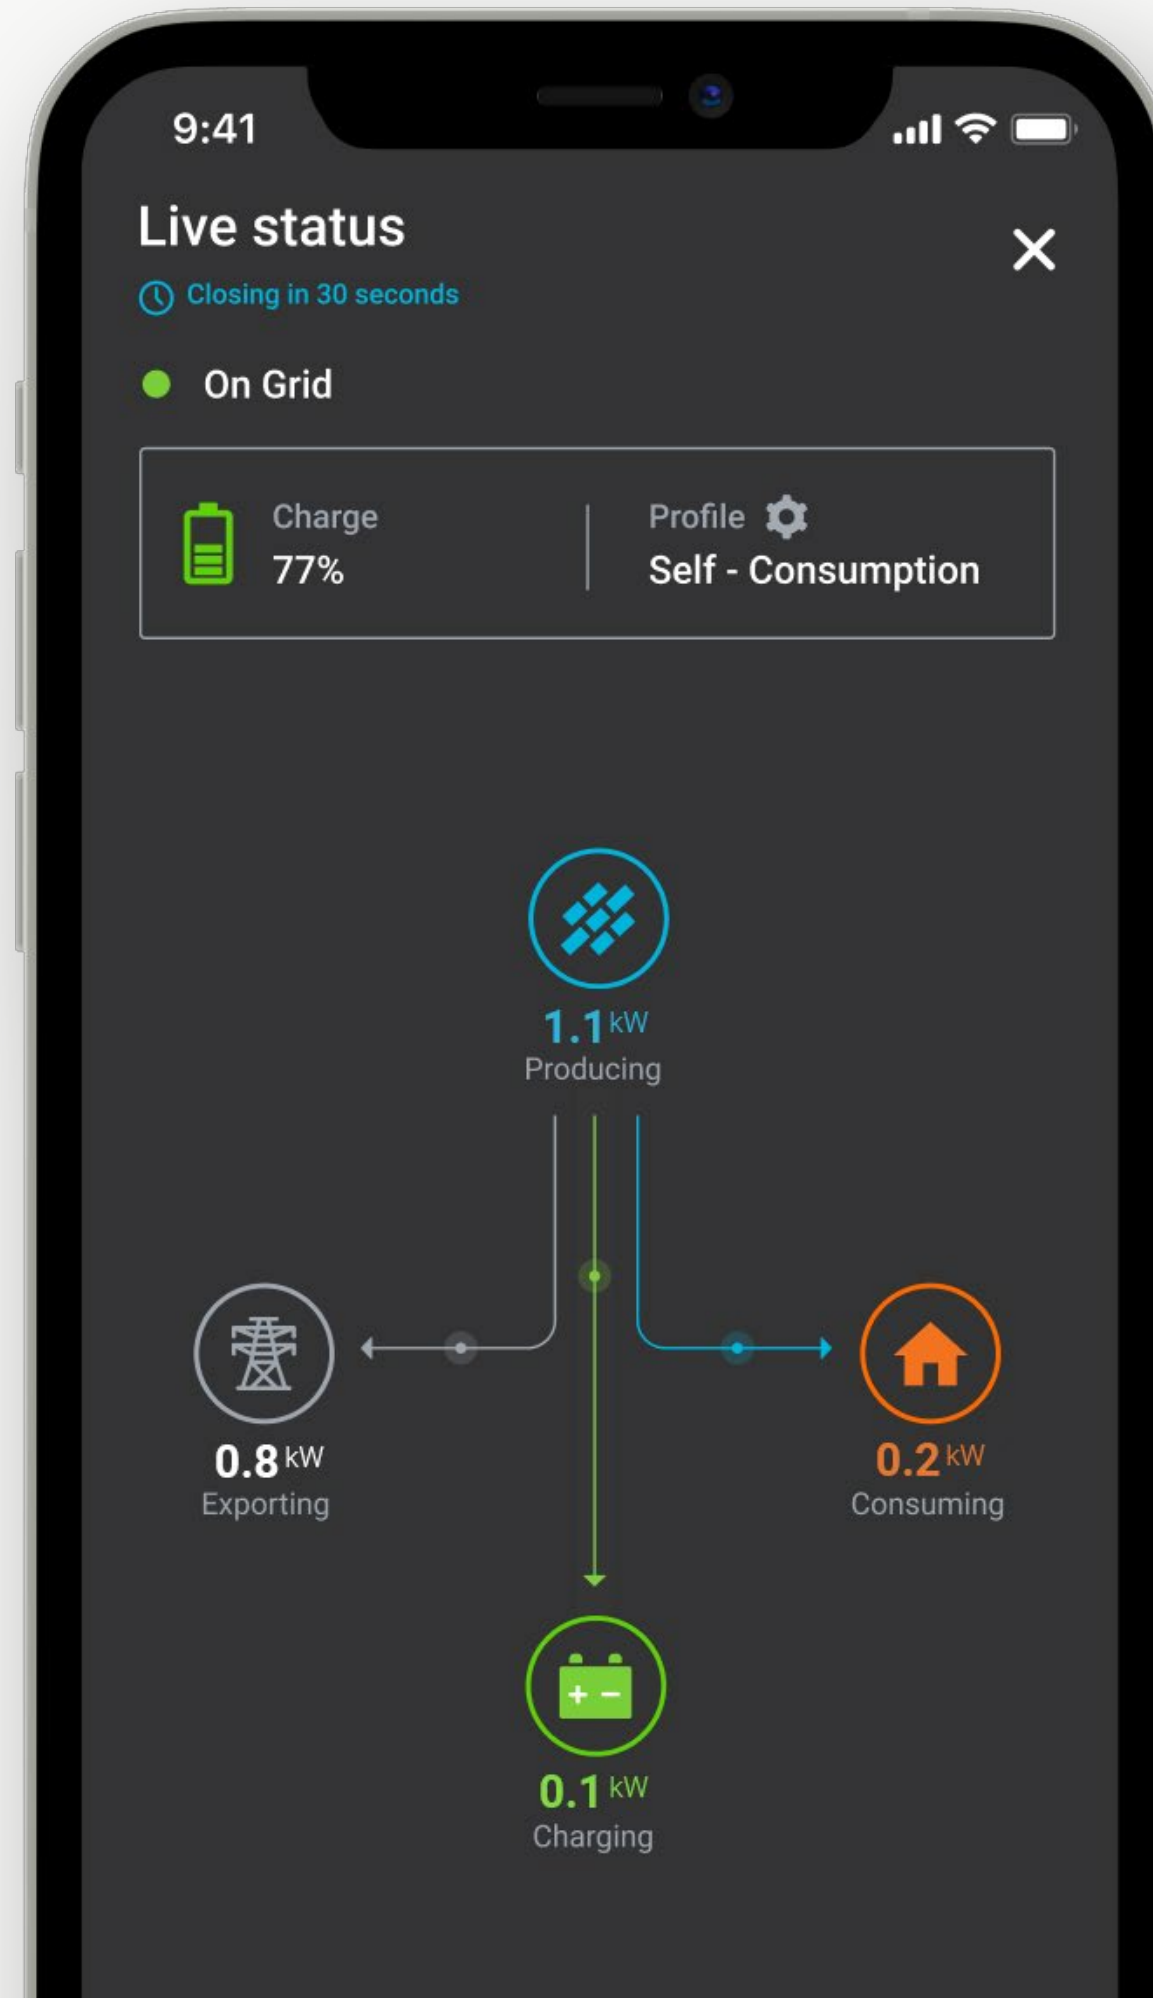 9:41
Live status
Closing in 30 seconds
On Grid
Charge
77%
Profile
Self - Consumption
1.1 kW
Producing
0.8 kW
Exporting
0.2 kW
Consuming
+ −
0.1 kW
Charging